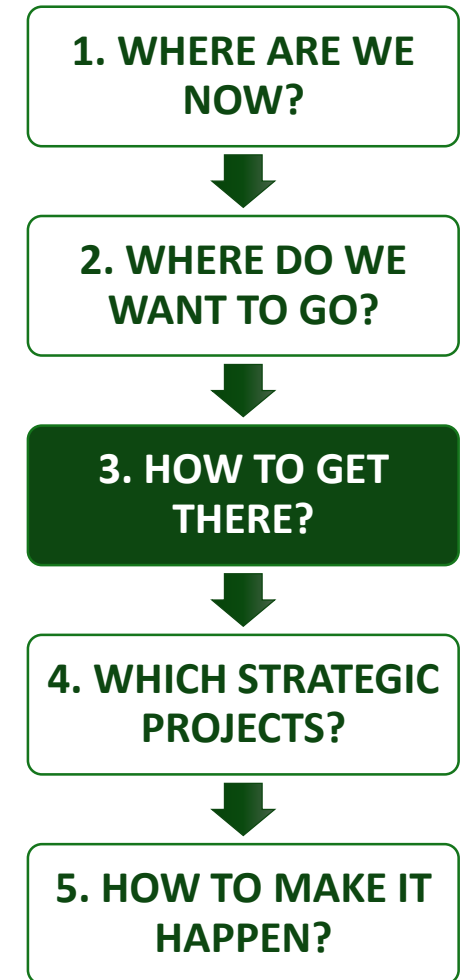 1. WHERE ARE WE
NOW?
2. WHERE DO WE
WANT TO GO?
3. HOW TO GET
THERE?
4. WHICH STRATEGIC
PROJECTS?
5. HOW TO MAKE IT
HAPPEN?